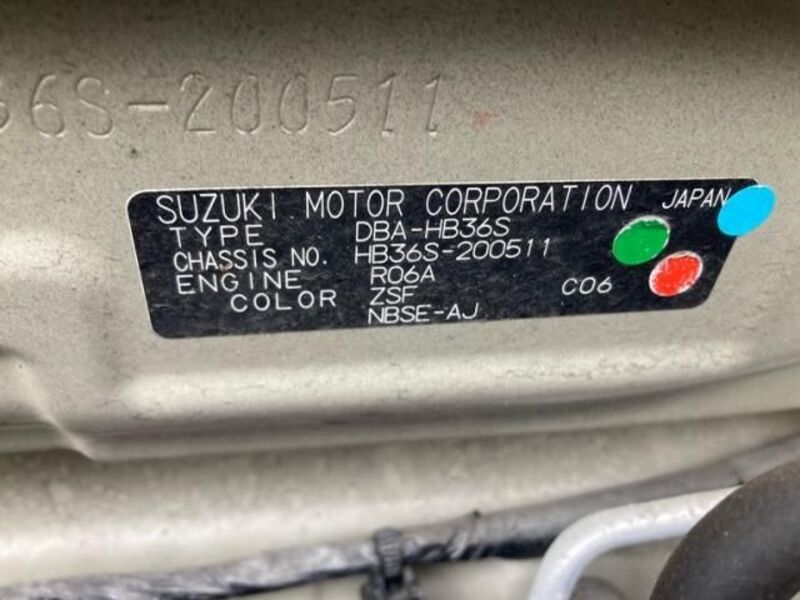 36S-200511
SUZUKI MOTOR CORPORATION JAPAN
TYPE DBA-HB36S
CHASSIS NO. HB36S-200511
ENGINE R06A
COLOR ZSF C06
NBSE-AJ